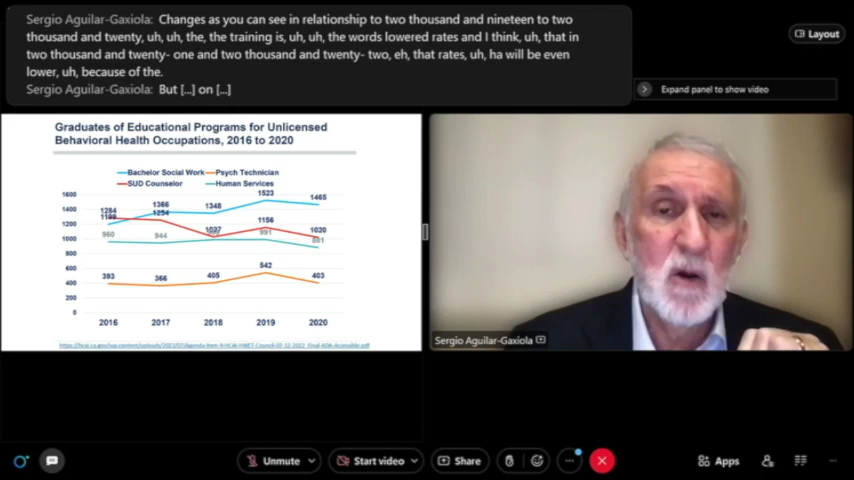 Sergio Aguilar-Gaxiola: Changes as you can see in relationship to two thousand and nineteen to two
thousand and twenty, uh, uh, the, the training is, uh, uh, the words lowered rates and I think, uh, that in
two thousand and twenty- one and two thousand and twenty- two, eh, that rates, uh, ha will be even
lower, uh, because of the.
Sergio Aguilar-Gaxiola: But [...] on [...]
Layout
Expand panel to show video
Graduates of Educational Programs for Unlicensed
Behavioral Health Occupations, 2016 to 2020
Bachelor Social Work Psych Technician
SUD Counselor Human Services
1600
1400
1200
1000
800
600
400
200
0
1284 1366 1348 1523 1465
1199 1254 1037 1156 1020
960 944 991 881
393 366 405 542 403
2016 2017 2018 2019 2020
Sergio Aguilar-Gaxiola
Unmute
Start video
Share
Apps